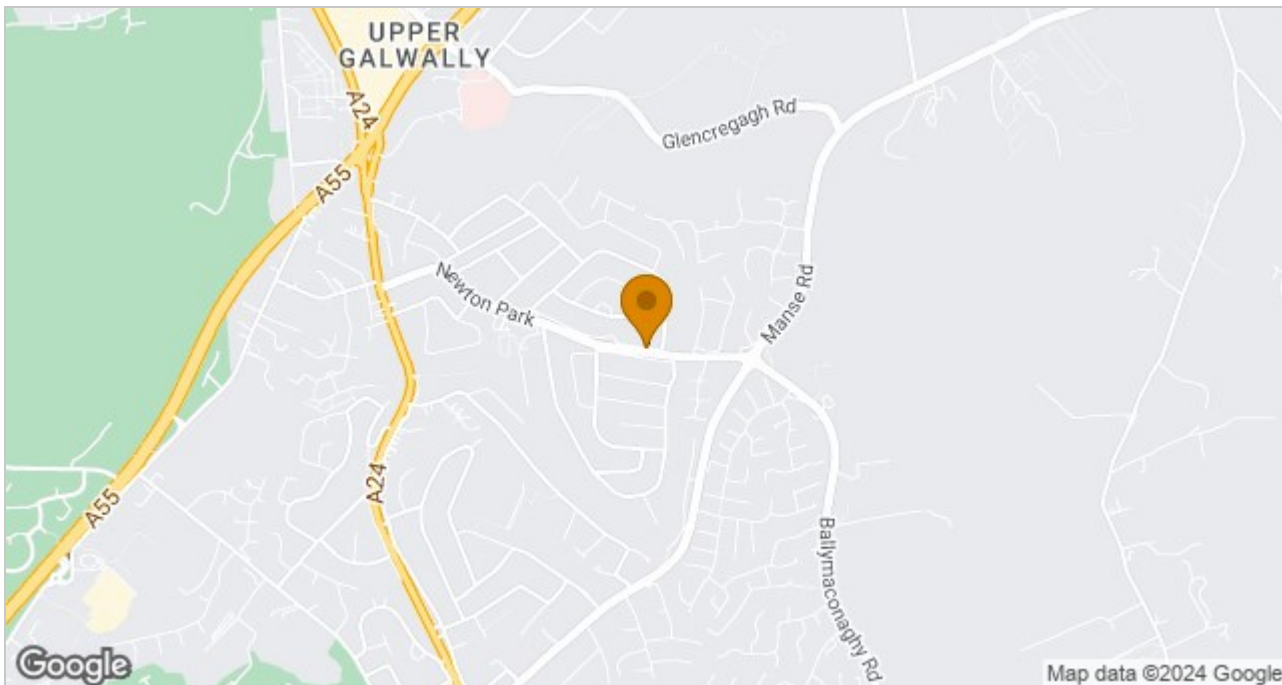 UPPER
GALWALLY
A24
A55
Glencregagh Rd
Newton Park
Manse Rd
A24
A55
Ballymaconaghy Rd
Google
Map data ©2024 Google